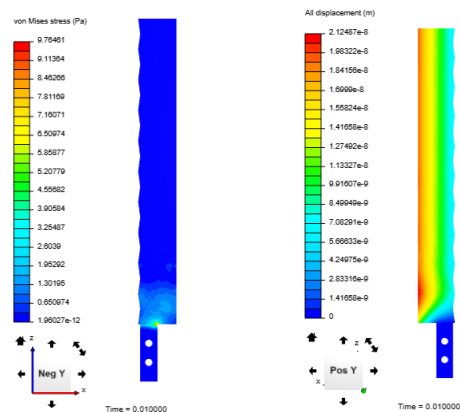 von Mises stress (Pa)
9.76461
9.11364
8.46266
7.81169
7.16071
6.50974
5.85877
5.20779
4.55682
3.90584
3.25487
2.6039
1.95292
1.30195
0.650974
1.96027e-12
z
Neg Y
x
Time = 0.010000
All displacement (m)
2.12487e-8
1.98322e-8
1.84156e-8
1.6999e-8
1.55824e-8
1.41658e-8
1.27492e-8
1.13327e-8
9.91607e-9
8.49949e-9
7.08291e-9
5.66633e-9
4.24975e-9
2.83316e-9
1.41658e-9
0
z
Pos Y
x
Time = 0.010000